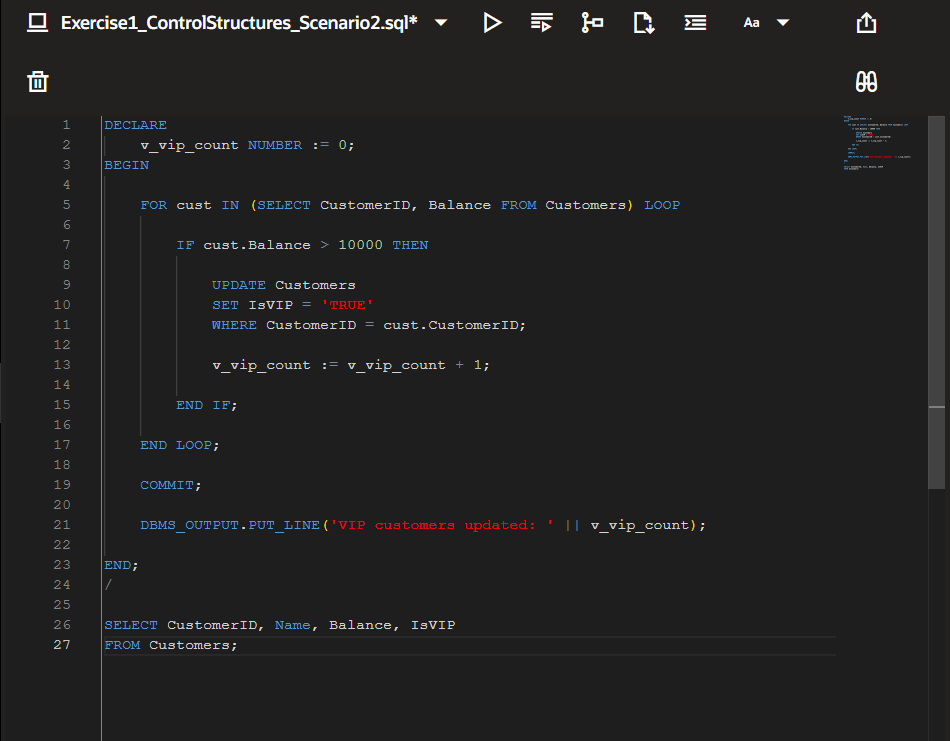 Exercise1_ControlStructures_Scenario2.sql*
Aa
1 DECLARE
2 v_vip_count NUMBER := 0;
3 BEGIN
4
5 FOR cust IN (SELECT CustomerID, Balance FROM Customers) LOOP
6
7 IF cust.Balance > 10000 THEN
8
9 UPDATE Customers
10 SET IsVIP = 'TRUE'
11 WHERE CustomerID = cust.CustomerID;
12
13 v_vip_count := v_vip_count + 1;
14
15 END IF;
16
17 END LOOP;
18
19 COMMIT;
20
21 DBMS_OUTPUT.PUT_LINE('VIP customers updated: ' || v_vip_count);
22
23 END;
24 /
25
26 SELECT CustomerID, Name, Balance, IsVIP
27 FROM Customers;